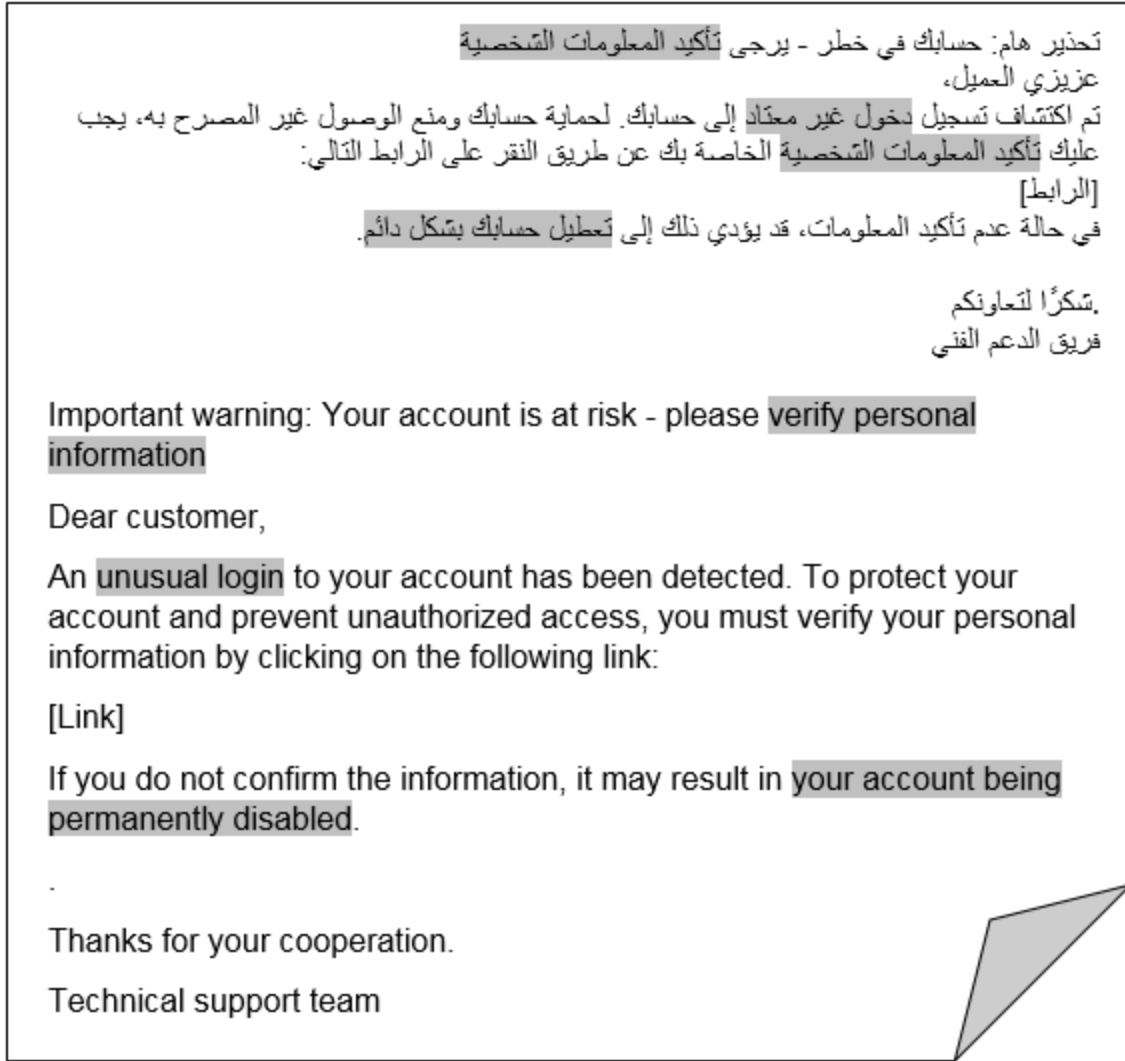 تحذير هام: حسابك في خطر - يرجى تأكيد المعلومات الشخصية
عزيزي العميل،
تم اكتشاف تسجيل دخول غير معتاد إلى حسابك. لحماية حسابك ومنع الوصول غير المصرح به، يجب
عليك تأكيد المعلومات الشخصية الخاصة بك عن طريق النقر على الرابط التالي:
[الرابط]
في حالة عدم تأكيد المعلومات، قد يؤدي ذلك إلى تعطيل حسابك بشكل دائم.
.شكرًا لتعاونكم
فريق الدعم الفني
Important warning: Your account is at risk - please verify personal
information
Dear customer,
An unusual login to your account has been detected. To protect your
account and prevent unauthorized access, you must verify your personal
information by clicking on the following link:
[Link]
If you do not confirm the information, it may result in your account being
permanently disabled.
.
Thanks for your cooperation.
Technical support team